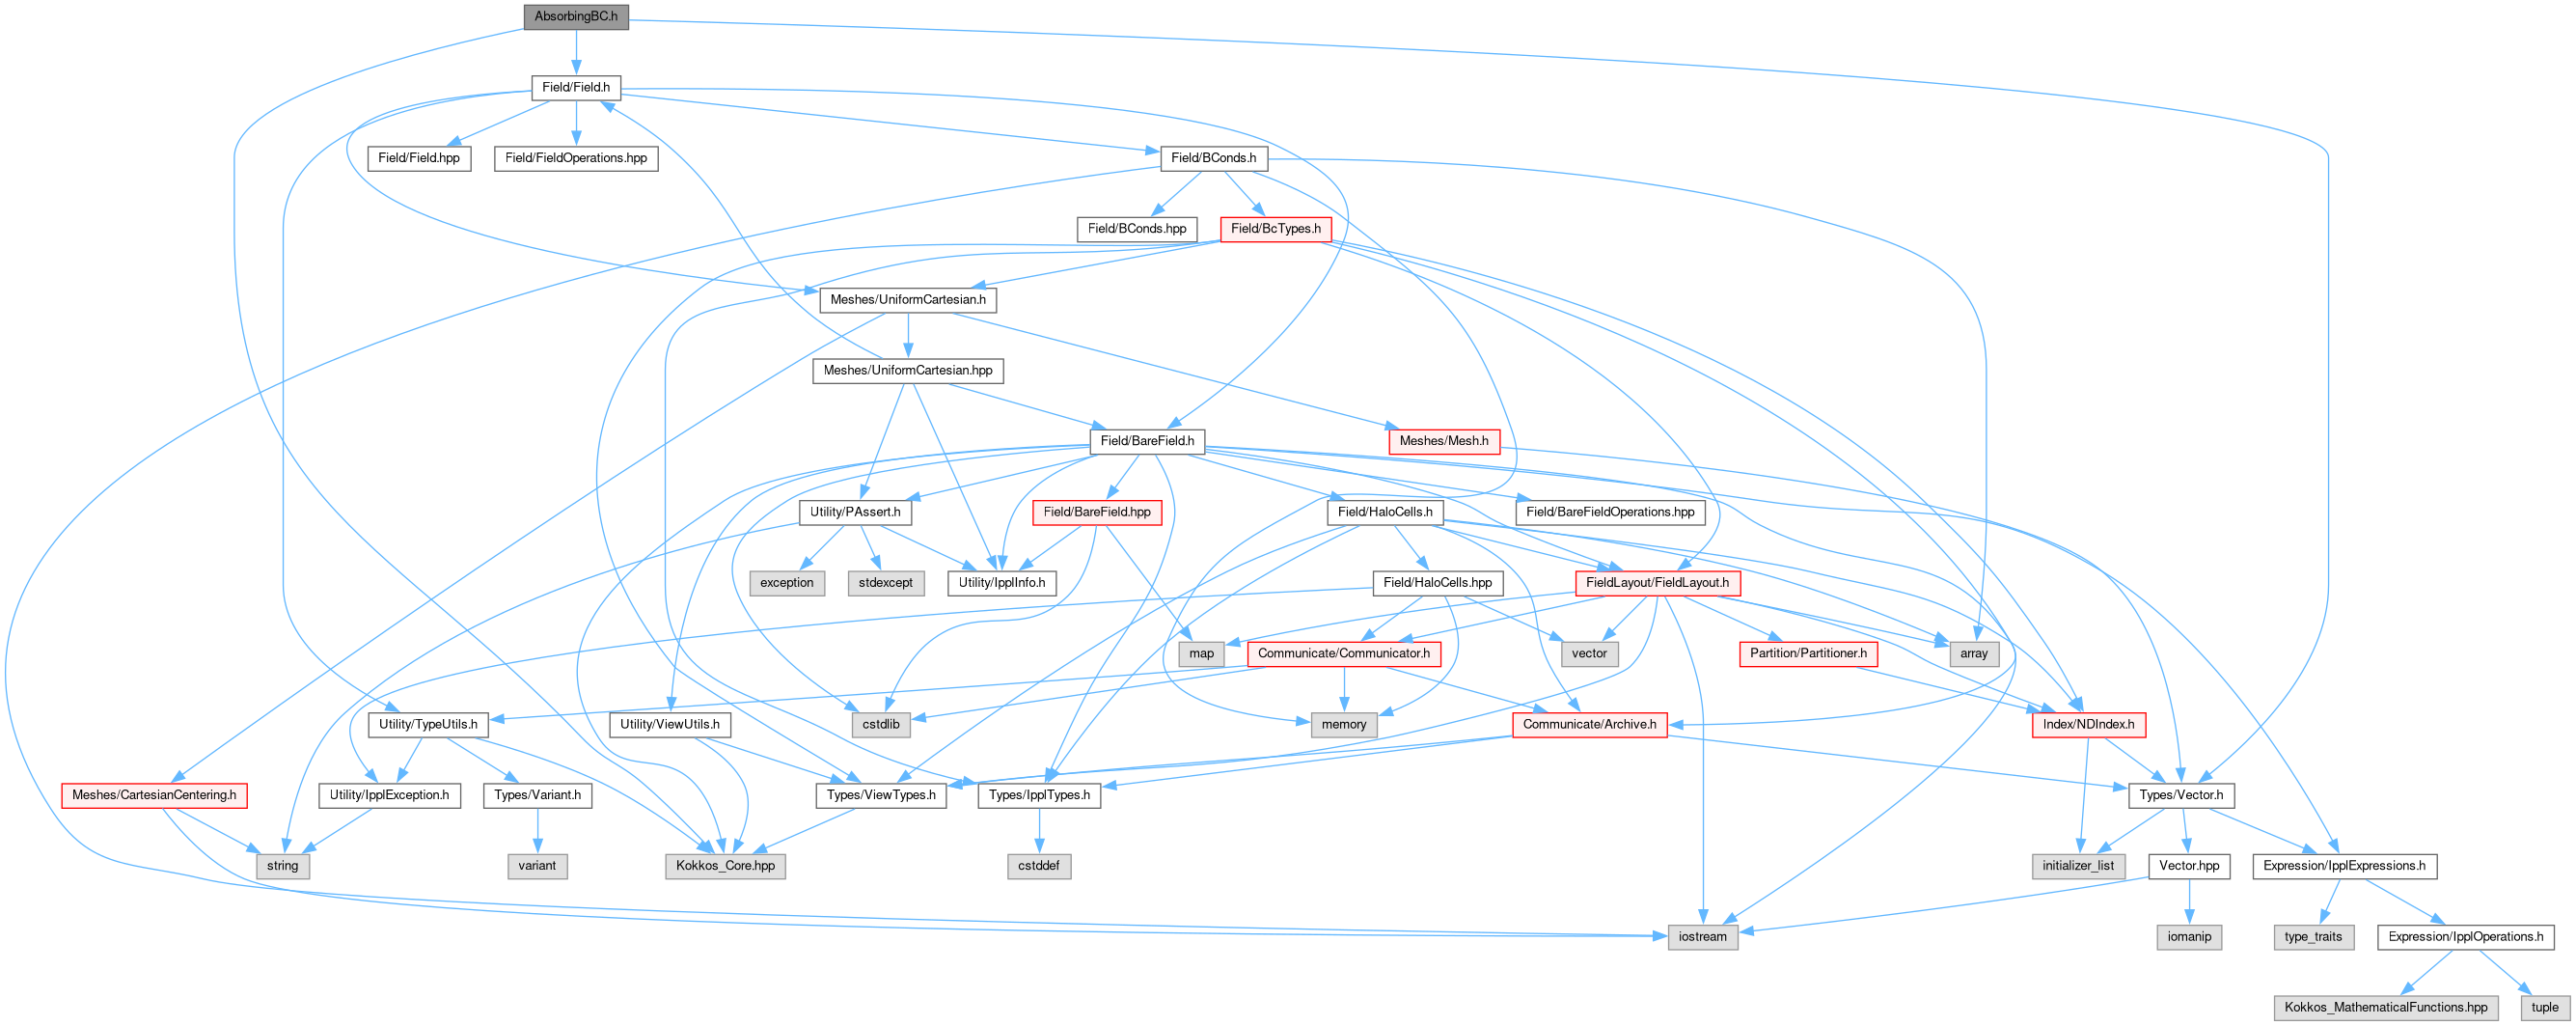 AbsorbingBC.h
Field/Field.h
Field/Field.hpp
Field/FieldOperations.hpp
Field/BConds.h
Field/BConds.hpp
Field/BcTypes.h
Meshes/UniformCartesian.h
Meshes/UniformCartesian.hpp
Field/BareField.h
Meshes/Mesh.h
Utility/PAssert.h
Field/BareField.hpp
Field/HaloCells.h
Field/BareFieldOperations.hpp
exception
stdexcept
Utility/IpplInfo.h
Field/HaloCells.hpp
FieldLayout/FieldLayout.h
map
Communicate/Communicator.h
vector
Partition/Partitioner.h
array
Utility/TypeUtils.h
Utility/ViewUtils.h
cstdlib
memory
Communicate/Archive.h
Index/NDIndex.h
Meshes/CartesianCentering.h
Utility/IpplException.h
Types/Variant.h
Types/ViewTypes.h
Types/IpplTypes.h
Types/Vector.h
string
variant
Kokkos_Core.hpp
cstddef
initializer_list
Vector.hpp
Expression/IpplExpressions.h
iostream
iomanip
type_traits
Expression/IpplOperations.h
Kokkos_MathematicalFunctions.hpp
tuple